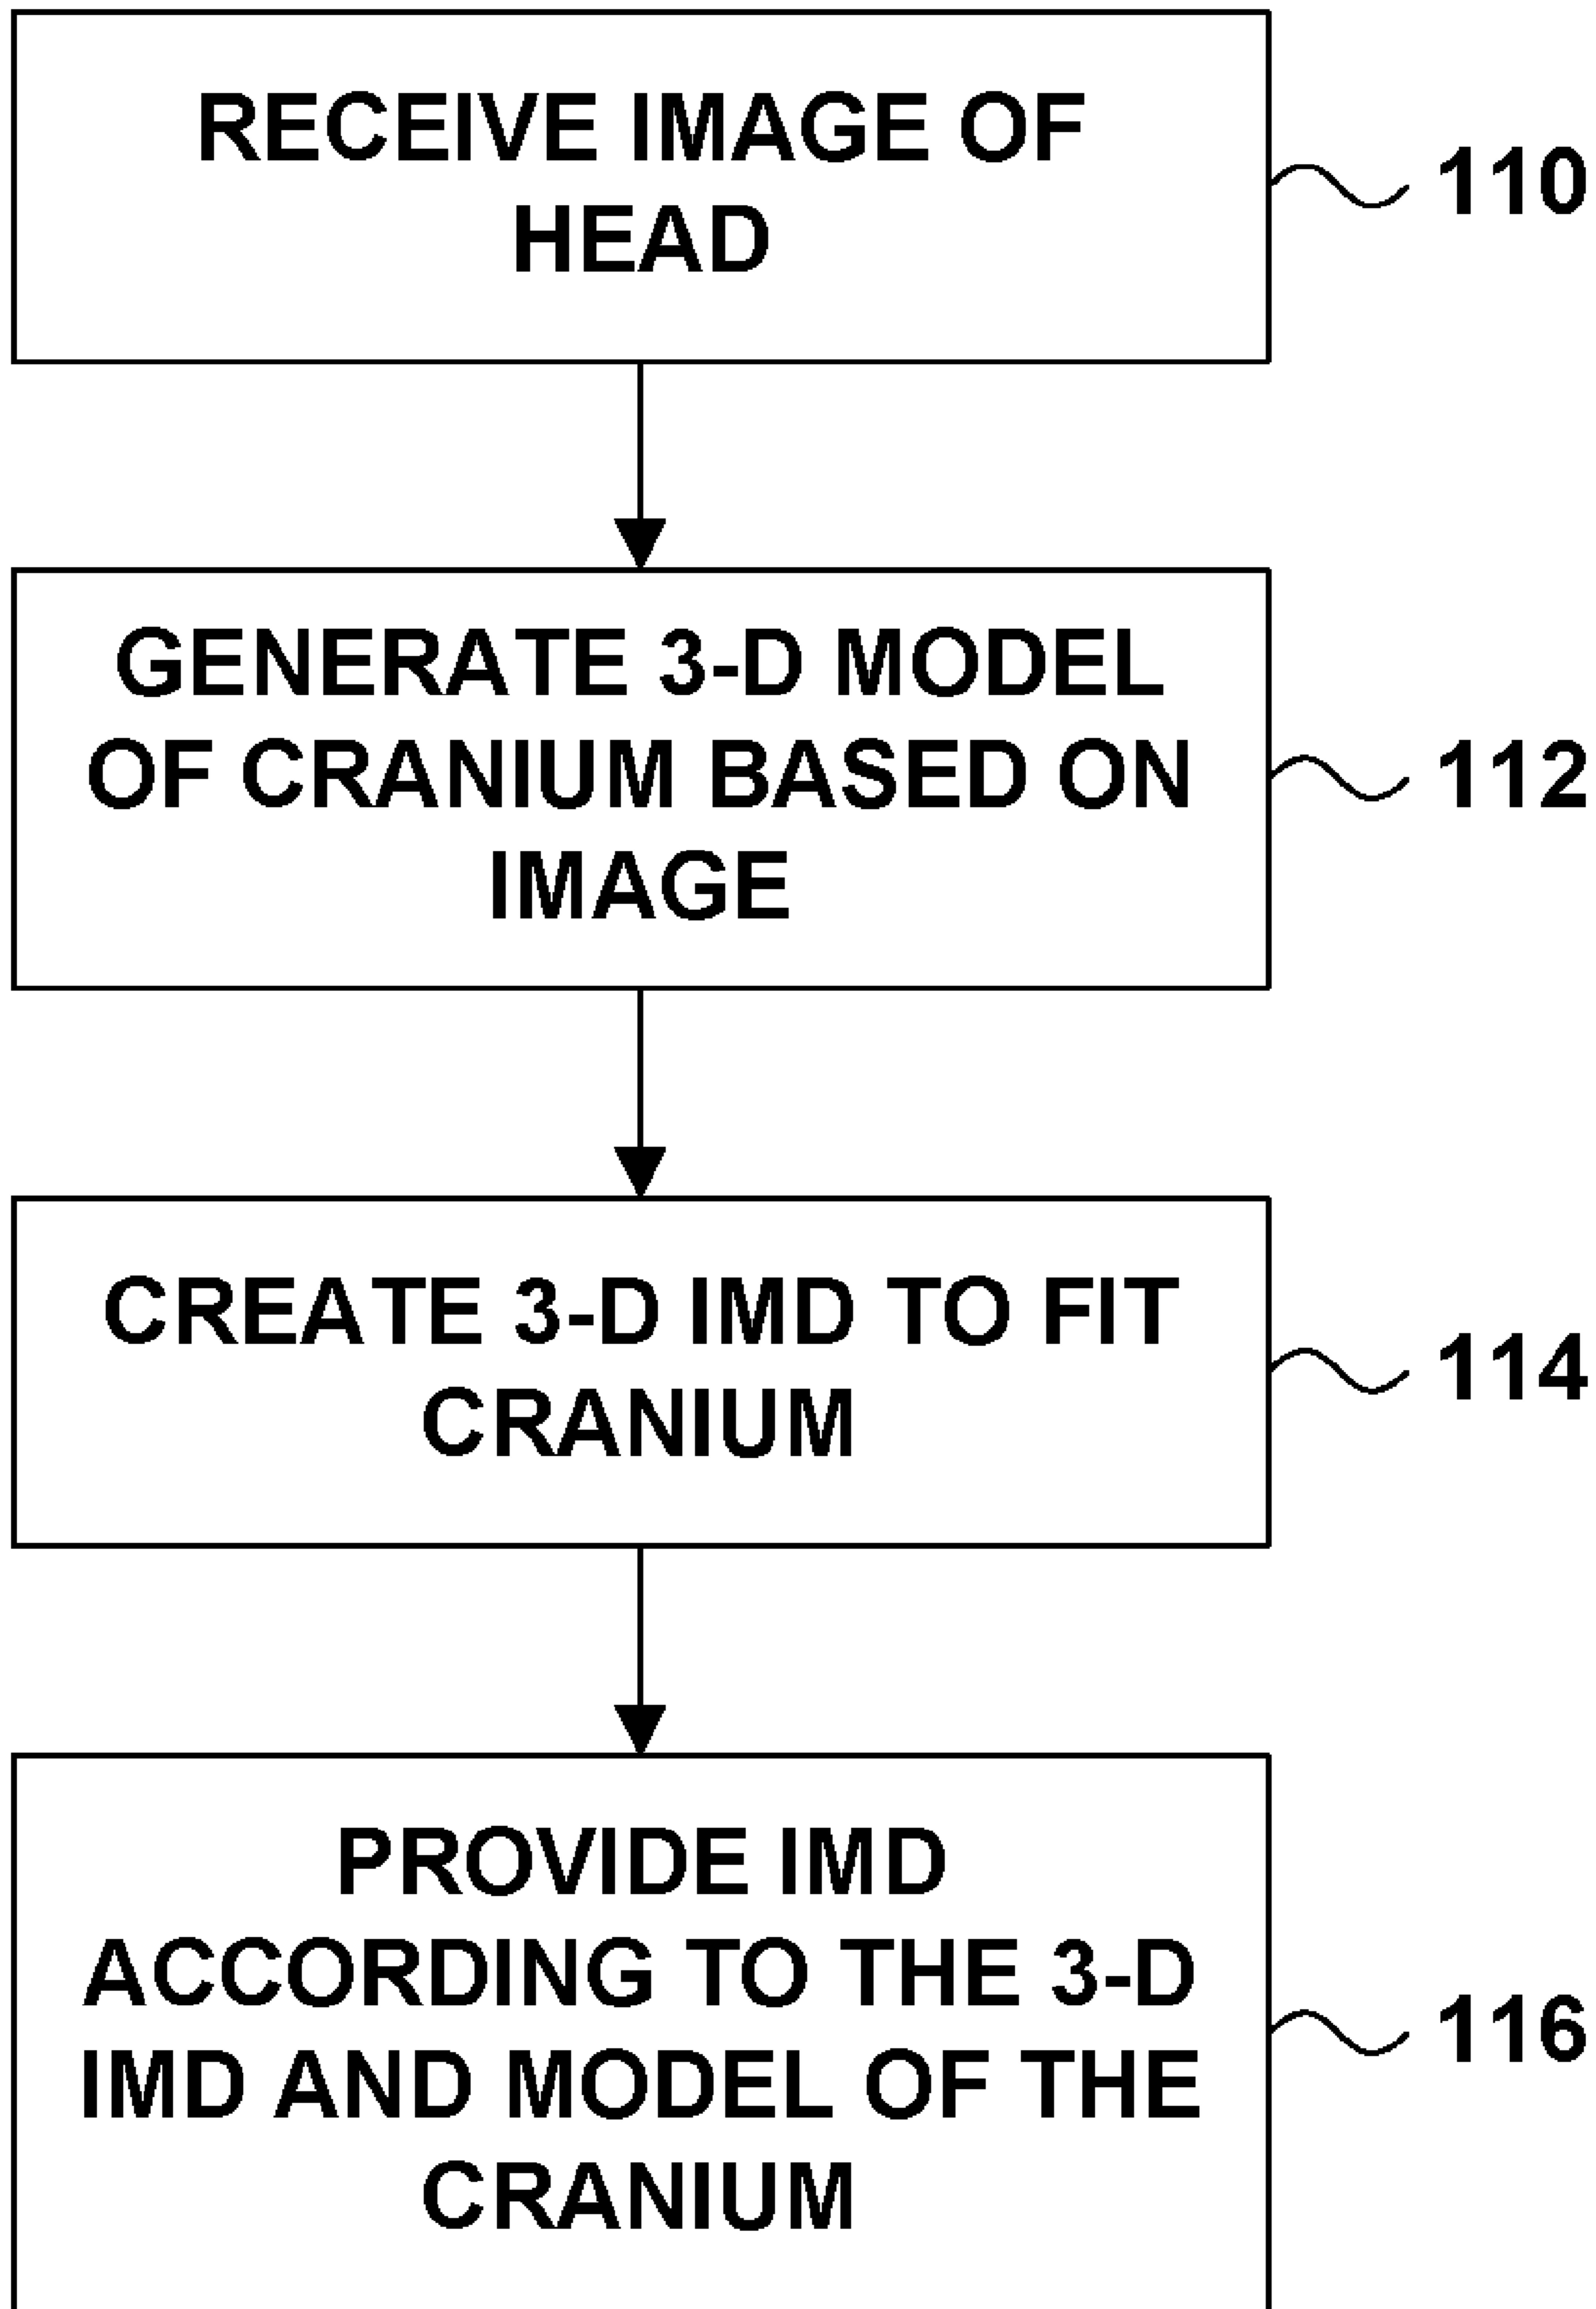 RECEIVE IMAGE OF
HEAD
110
GENERATE 3-D MODEL
OF CRANIUM BASED ON
IMAGE
112
CREATE 3-D IMD TO FIT
CRANIUM
114
PROVIDE IMD
ACCORDING TO THE 3-D
IMD AND MODEL OF THE
CRANIUM
116